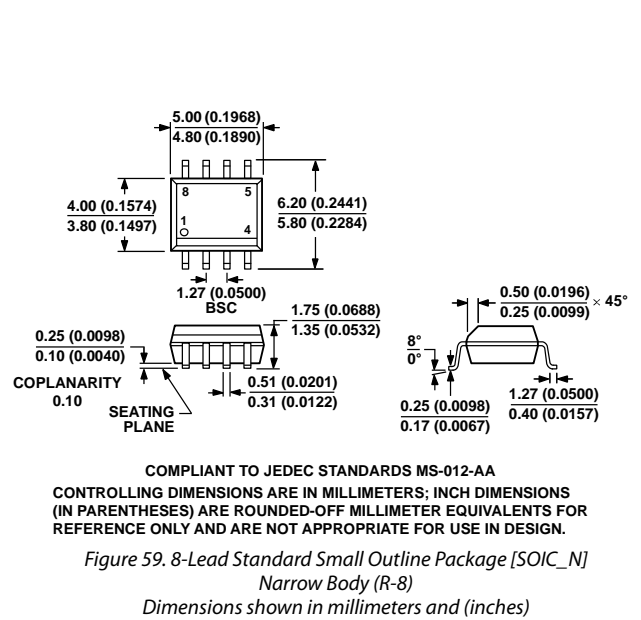 5.00 (0.1968)
4.80 (0.1890)
8
5
1
4
4.00 (0.1574)
3.80 (0.1497)
6.20 (0.2441)
5.80 (0.2284)
1.27 (0.0500)
BSC
1.75 (0.0688)
1.35 (0.0532)
0.25 (0.0098)
0.10 (0.0040)
COPLANARITY
0.10
SEATING
PLANE
0.51 (0.0201)
0.31 (0.0122)
0.50 (0.0196)
0.25 (0.0099)
× 45°
8°
0°
0.25 (0.0098)
0.17 (0.0067)
1.27 (0.0500)
0.40 (0.0157)
COMPLIANT TO JEDEC STANDARDS MS-012-AA
CONTROLLING DIMENSIONS ARE IN MILLIMETERS; INCH DIMENSIONS
(IN PARENTHESES) ARE ROUNDED-OFF MILLIMETER EQUIVALENTS FOR
REFERENCE ONLY AND ARE NOT APPROPRIATE FOR USE IN DESIGN.
Figure 59. 8-Lead Standard Small Outline Package [SOIC_N]
Narrow Body (R-8)
Dimensions shown in millimeters and (inches)